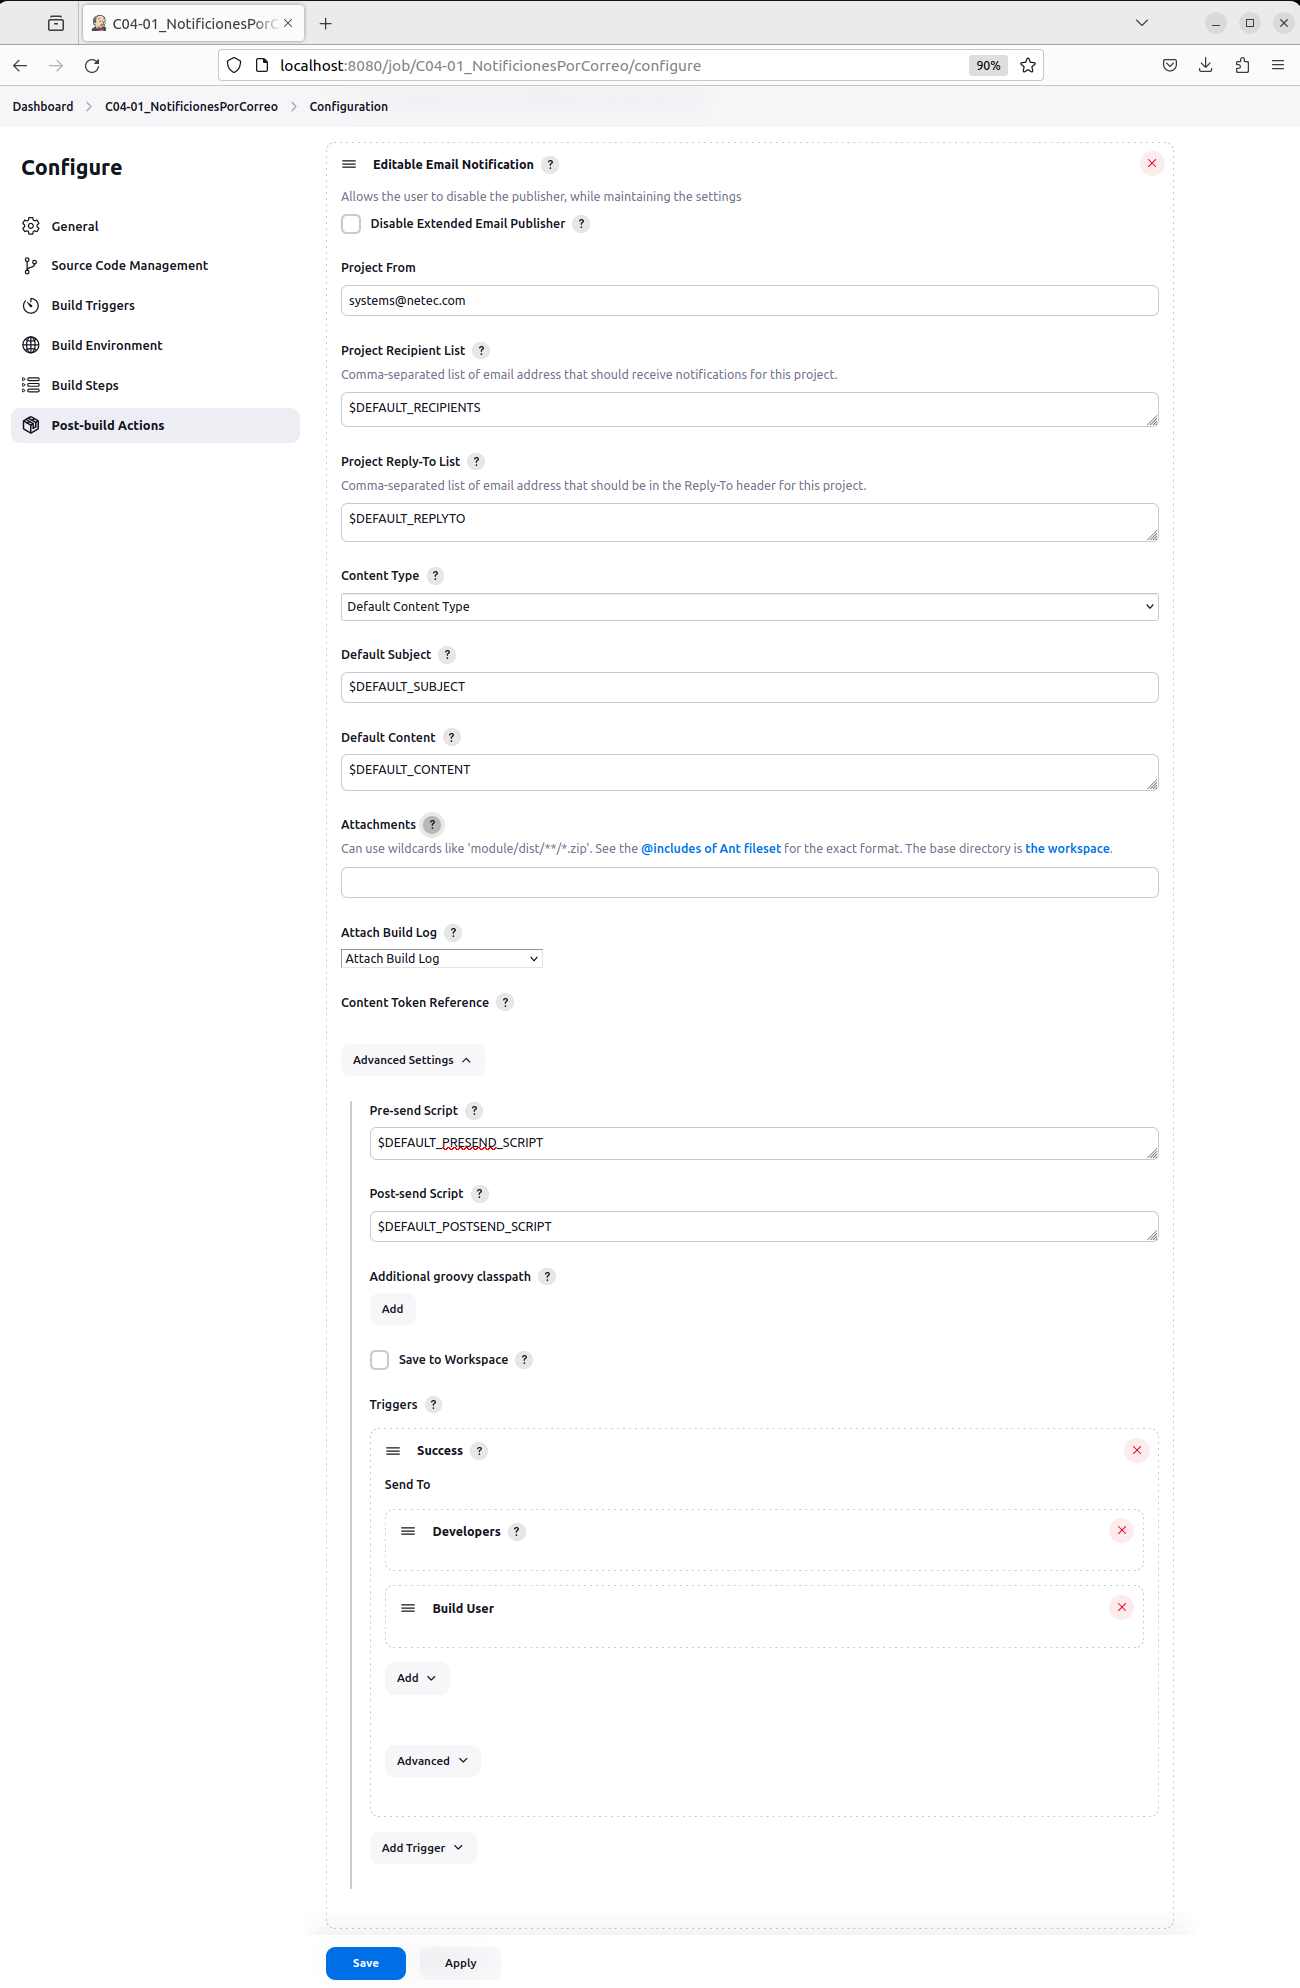 C04-01_NotificionesPorC
localhost:8080/job/C04-01_NotificionesPorCorreo/configure
90%
Dashboard
C04-01_NotificionesPorCorreo
Configuration
Configure
General
Source Code Management
Build Triggers
Build Environment
Build Steps
Post-build Actions
Editable Email Notification ?
Allows the user to disable the publisher, while maintaining the settings
Disable Extended Email Publisher ?
Project From
systems@netec.com
Project Recipient List ?
Comma-separated list of email address that should receive notifications for this project.
$DEFAULT_RECIPIENTS
Project Reply-To List ?
Comma-separated list of email address that should be in the Reply-To header for this project.
$DEFAULT_REPLYTO
Content Type ?
Default Content Type
Default Subject ?
$DEFAULT_SUBJECT
Default Content ?
$DEFAULT_CONTENT
Attachments ?
Can use wildcards like 'module/dist/**/*.zip'. See the @includes of Ant fileset for the exact format. The base directory is the workspace.
Attach Build Log ?
Attach Build Log
Content Token Reference ?
Advanced Settings
Pre-send Script ?
$DEFAULT_PRESEND_SCRIPT
Post-send Script ?
$DEFAULT_POSTSEND_SCRIPT
Additional groovy classpath ?
Add
Save to Workspace ?
Triggers ?
Success ?
Send To
Developers ?
Build User
Add
Advanced
Add Trigger
Save
Apply